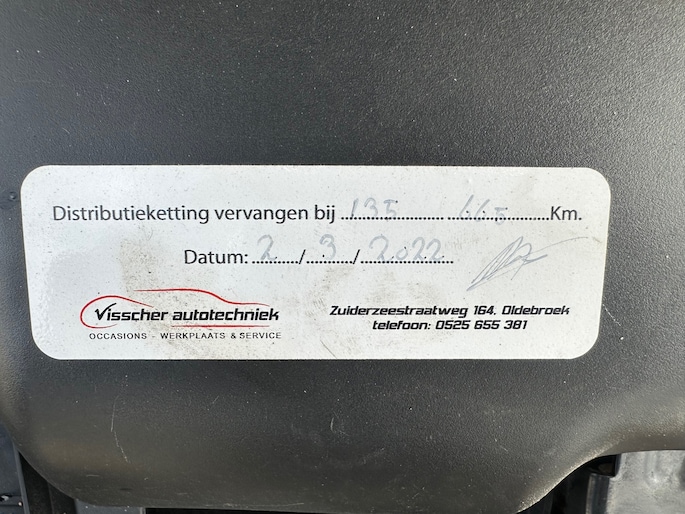 Distributieketting vervangen bij 135 665 Km.
Datum: 2 / 3 / 2022
Visscher autotechniek
OCCASIONS - WERKPLAATS & SERVICE
Zuiderzeestraatweg 164, Oldebroek
telefoon: 0525 655 381